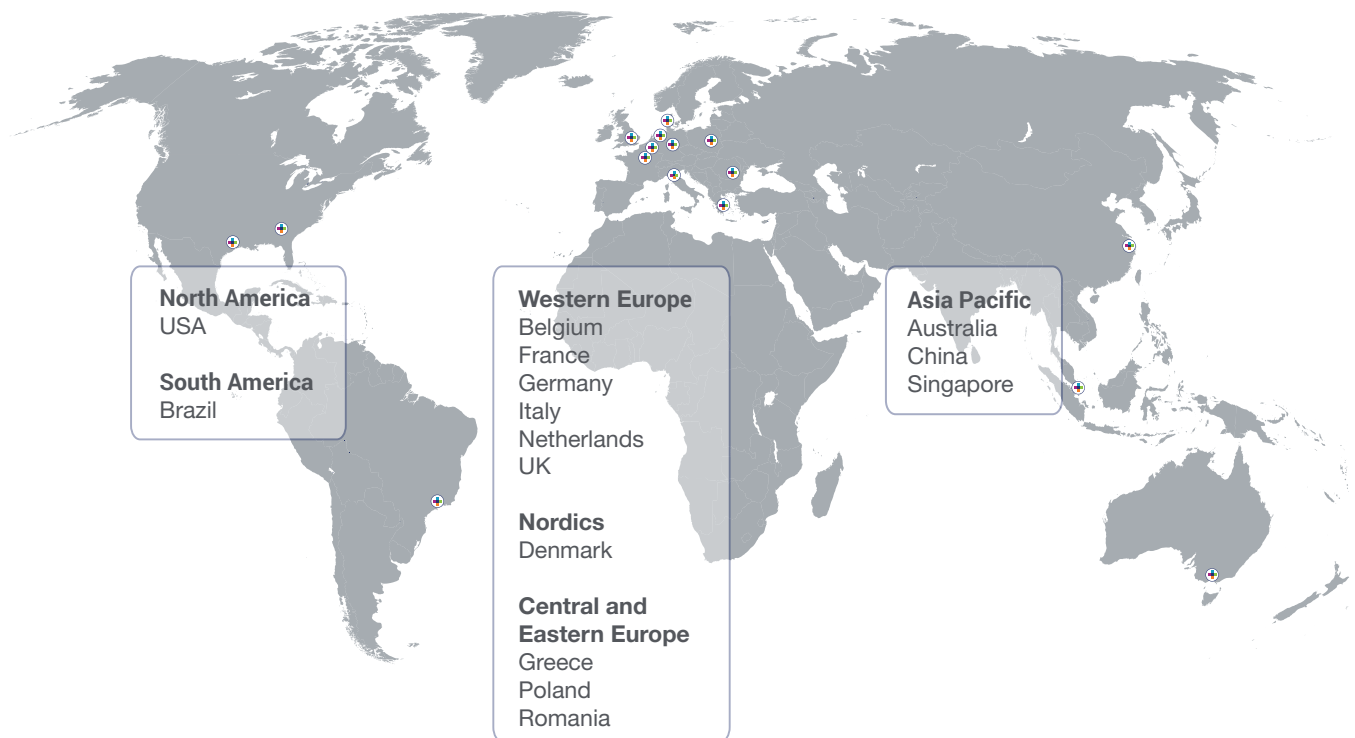 North America
USA
South America
Brazil
Western Europe
Belgium
France
Germany
Italy
Netherlands
UK
Nordics
Denmark
Central and
Eastern Europe
Greece
Poland
Romania
Asia Pacific
Australia
China
Singapore